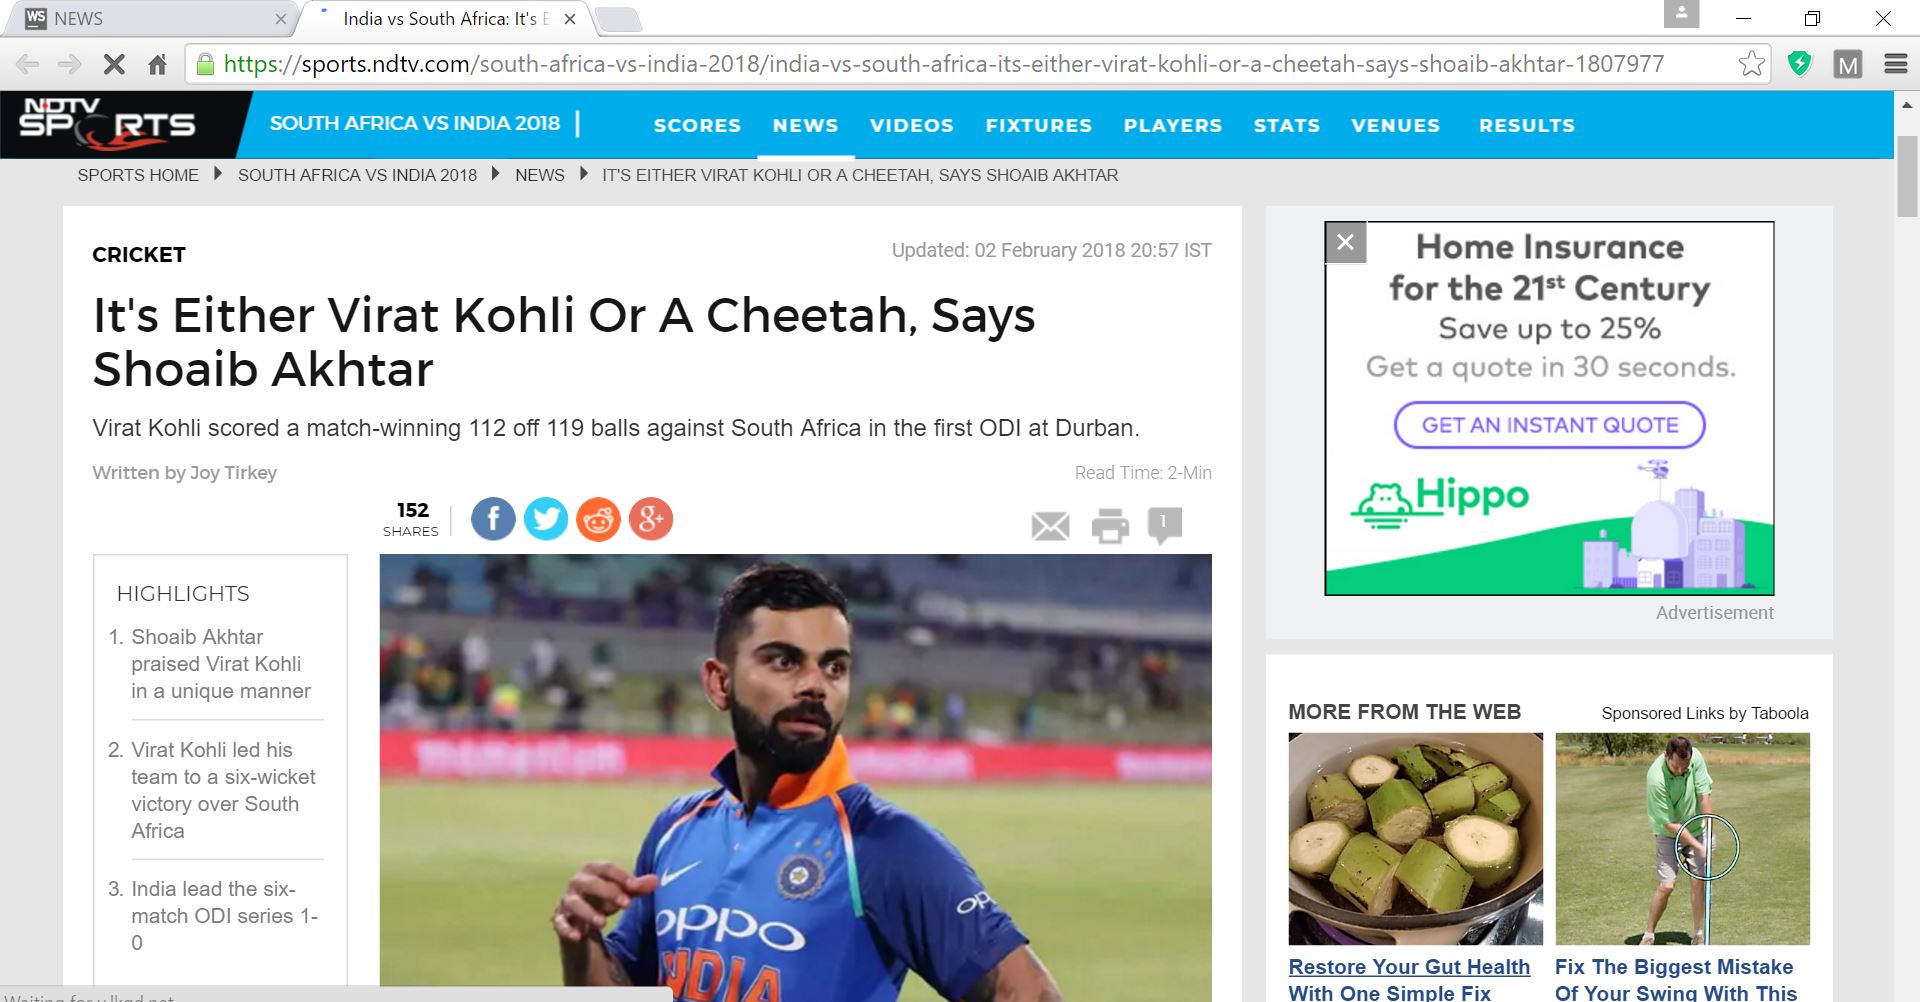 WS NEWS
India vs South Africa: It's E
https://sports.ndtv.com/south-africa-vs-india-2018/india-vs-south-africa-its-either-virat-kohli-or-a-cheetah-says-shoaib-akhtar-1807977
M
NDTV
SPORTS
SOUTH AFRICA VS INDIA 2018 |
SCORES NEWS VIDEOS FIXTURES PLAYERS STATS VENUES RESULTS
SPORTS HOME SOUTH AFRICA VS INDIA 2018 NEWS IT'S EITHER VIRAT KOHLI OR A CHEETAH, SAYS SHOAIB AKHTAR
CRICKET
Updated: 02 February 2018 20:57 IST
It's Either Virat Kohli Or A Cheetah, Says
Shoaib Akhtar
Virat Kohli scored a match-winning 112 off 119 balls against South Africa in the first ODI at Durban.
Written by Joy Tirkey
Read Time: 2-Min
152
SHARES
f
g+
1
HIGHLIGHTS
1. Shoaib Akhtar
praised Virat Kohli
in a unique manner
2. Virat Kohli led his
team to a six-wicket
victory over South
Africa
3. India lead the six-
match ODI series 1-
0
oppo
INDIA
Home Insurance
for the 21st Century
Save up to 25%
Get a quote in 30 seconds.
GET AN INSTANT QUOTE
Hippo
Advertisement
MORE FROM THE WEB
Sponsored Links by Taboola
Restore Your Gut Health
With One Simple Fix
Fix The Biggest Mistake
Of Your Swing With This